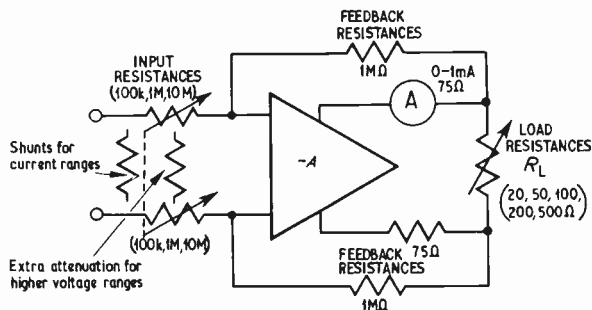 FEEDBACK
RESISTANCES
1MΩ
INPUT
RESISTANCES
(100k,1M,10M)
0-1mA
75Ω
A
Shunts for
current ranges
-A
LOAD
RESISTANCES
RL
(20, 50, 100,
200, 500Ω)
(100k,1M,10M)
75Ω
Extra attenuation for
higher voltage ranges
FEEDBACK
RESISTANCES
1MΩ